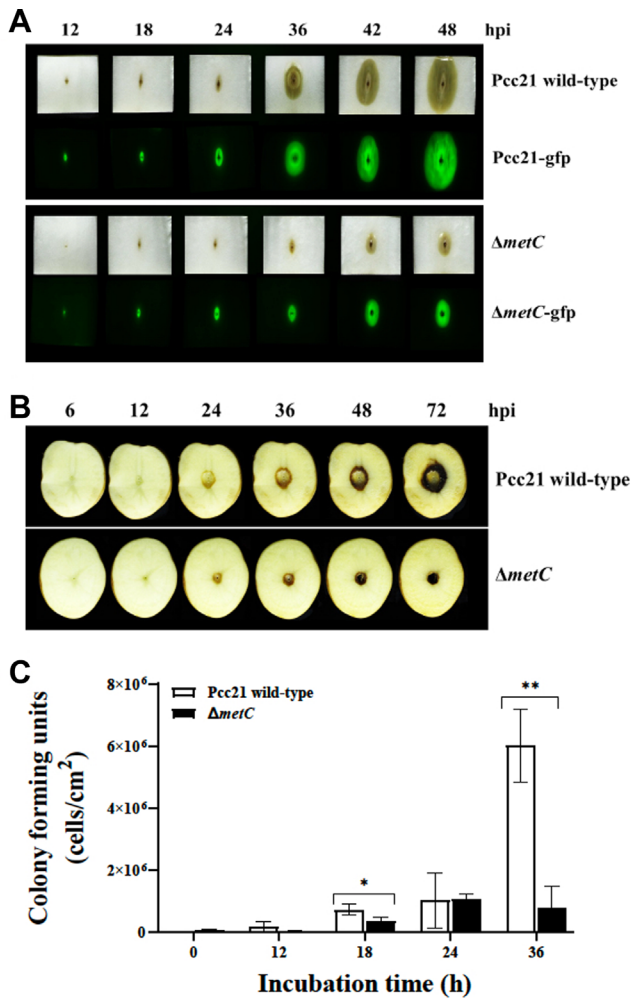 A
12 18 24 36 42 48 hpi
Pcc21 wild-type
Pcc21-gfp
ΔmetC
ΔmetC-gfp
B
6 12 24 36 48 72 hpi
Pcc21 wild-type
ΔmetC
C
Colony forming units
(cells/cm²)
8×10⁶
6×10⁶
4×10⁶
2×10⁶
0
Pcc21 wild-type
ΔmetC
*
**
0 12 18 24 36
Incubation time (h)